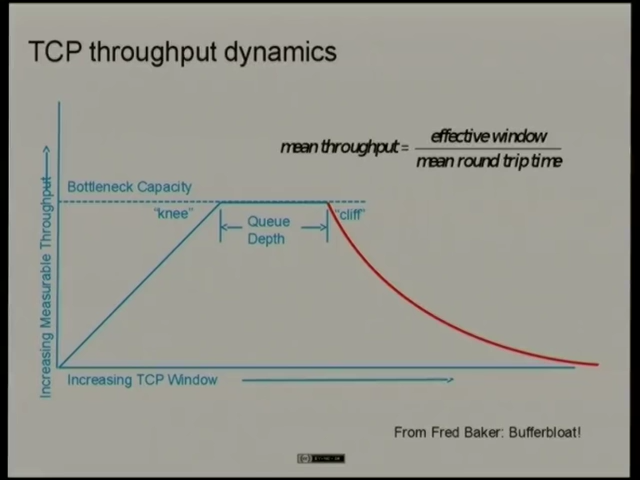 TCP throughput dynamics
mean throughput = effective window
mean round trip time
Bottleneck Capacity
"knee"
"cliff"
Queue
Depth
Increasing Measurable Throughput
Increasing TCP Window
From Fred Baker: Bufferbloat!